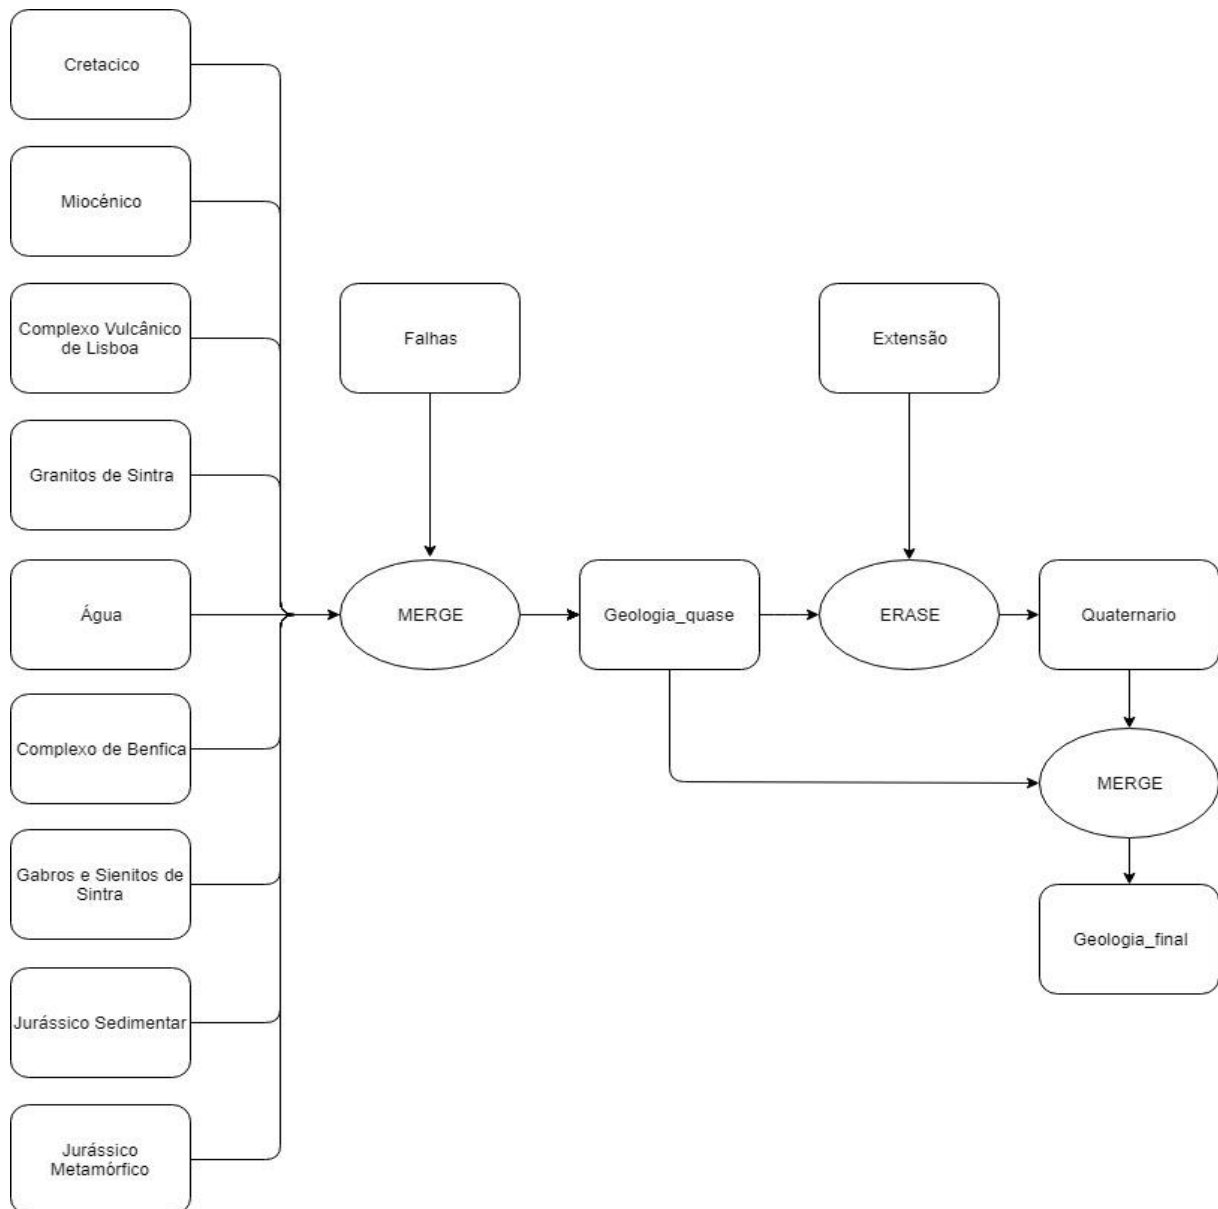 Cretacico
Miocénico
Complexo Vulcânico
de Lisboa
Granitos de Sintra
Água
Complexo de Benfica
Gabros e Sienitos de
Sintra
Jurássico Sedimentar
Jurássico
Metamórfico
Falhas
MERGE
Geologia_quase
Extensão
ERASE
Quaternario
MERGE
Geologia_final